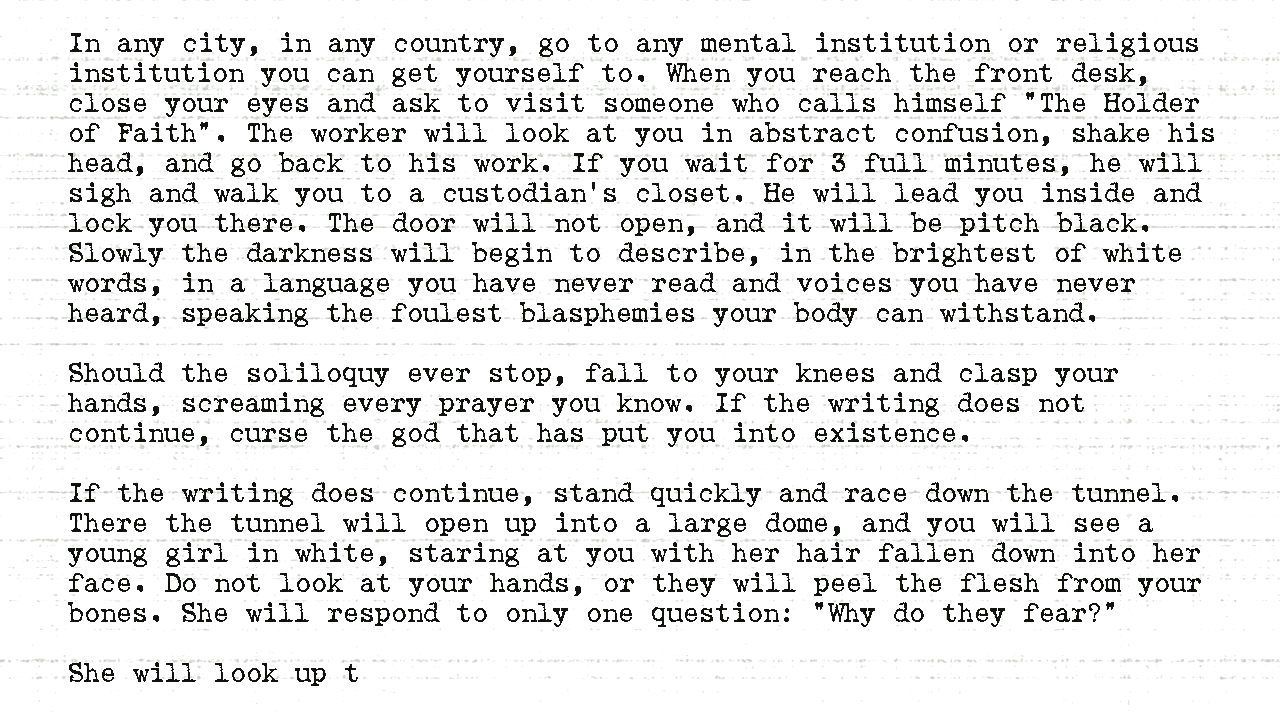 In any city, in any country, go to any mental institution or religious
institution you can get yourself to. When you reach the front desk,
close your eyes and ask to visit someone who calls himself "The Holder
of Faith". The worker will look at you in abstract confusion, shake his
head, and go back to his work. If you wait for 3 full minutes, he will
sigh and walk you to a custodian's closet. He will lead you inside and
lock you there. The door will not open, and it will be pitch black.
Slowly the darkness will begin to describe, in the brightest of white
words, in a language you have never read and voices you have never
heard, speaking the foulest blasphemies your body can withstand.

Should the soliloquy ever stop, fall to your knees and clasp your
hands, screaming every prayer you know. If the writing does not
continue, curse the god that has put you into existence.

If the writing does continue, stand quickly and race down the tunnel.
There the tunnel will open up into a large dome, and you will see a
young girl in white, staring at you with her hair fallen down into her
face. Do not look at your hands, or they will peel the flesh from your
bones. She will respond to only one question: "Why do they fear?"

She will look up t